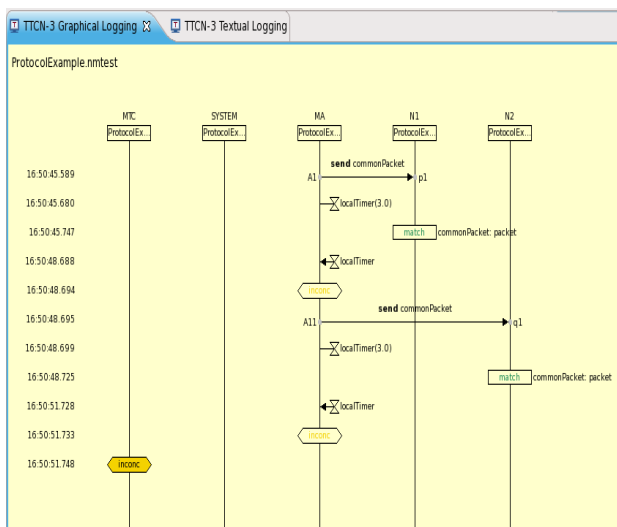 TTCN-3 Graphical Logging
TTCN-3 Textual Logging
ProtocolExample.nmtest
MTC SYSTEM MA N1 N2
ProtocolEx... ProtocolEx... ProtocolEx... ProtocolEx... ProtocolEx...
16:50:45.589 A1 send commonPacket p1
16:50:45.680 localTimer(3.0)
16:50:45.747 match commonPacket: packet
16:50:48.688 localTimer
16:50:48.694 inconc
16:50:48.695 A11 send commonPacket q1
16:50:48.699 localTimer(3.0)
16:50:48.725 match commonPacket: packet
16:50:51.728 localTimer
16:50:51.733 inconc
16:50:51.748 inconc